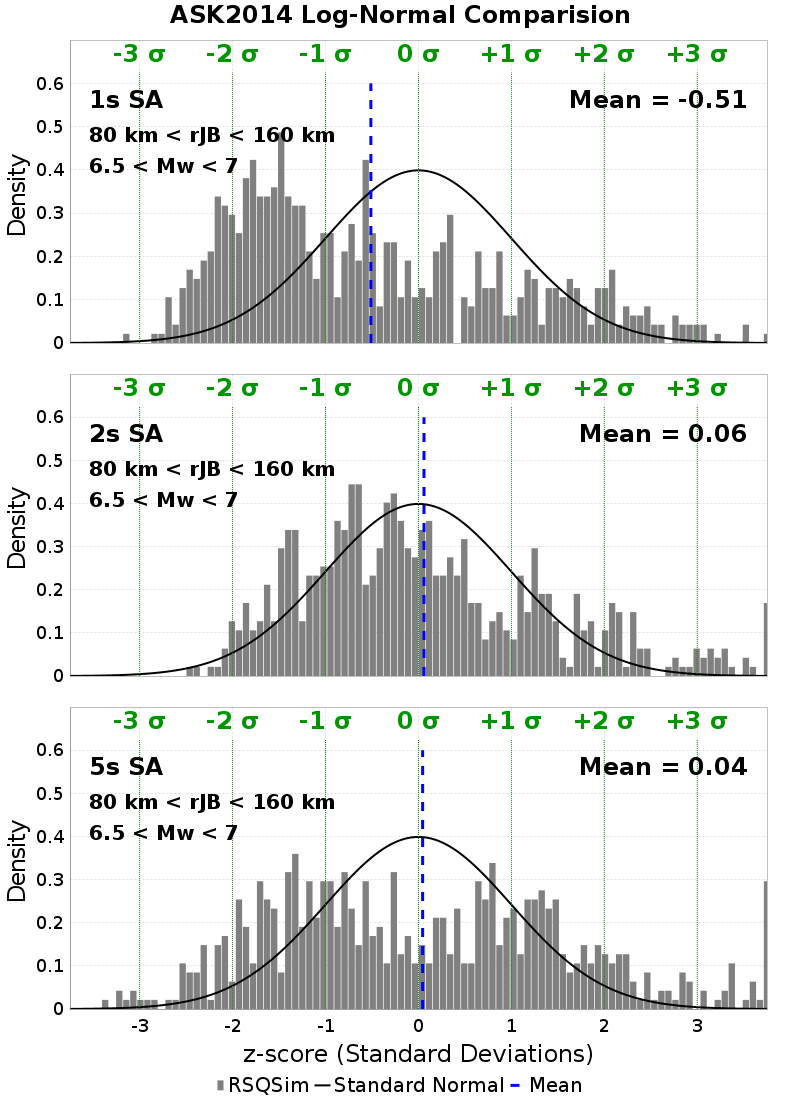 ASK2014 Log-Normal Comparision
-3 σ -2 σ -1 σ 0 σ +1 σ +2 σ +3 σ
0.6
1s SA Mean = -0.51
0.5
80 km < rJB < 160 km
6.5 < Mw < 7
0.4
Density
0.3
0.2
0.1
0
-3 σ -2 σ -1 σ 0 σ +1 σ +2 σ +3 σ
0.6
2s SA Mean = 0.06
0.5
80 km < rJB < 160 km
6.5 < Mw < 7
0.4
Density
0.3
0.2
0.1
0
-3 σ -2 σ -1 σ 0 σ +1 σ +2 σ +3 σ
0.6
5s SA Mean = 0.04
0.5
80 km < rJB < 160 km
6.5 < Mw < 7
0.4
Density
0.3
0.2
0.1
0
-3 -2 -1 0 1 2 3
z-score (Standard Deviations)
RSQSim Standard Normal Mean